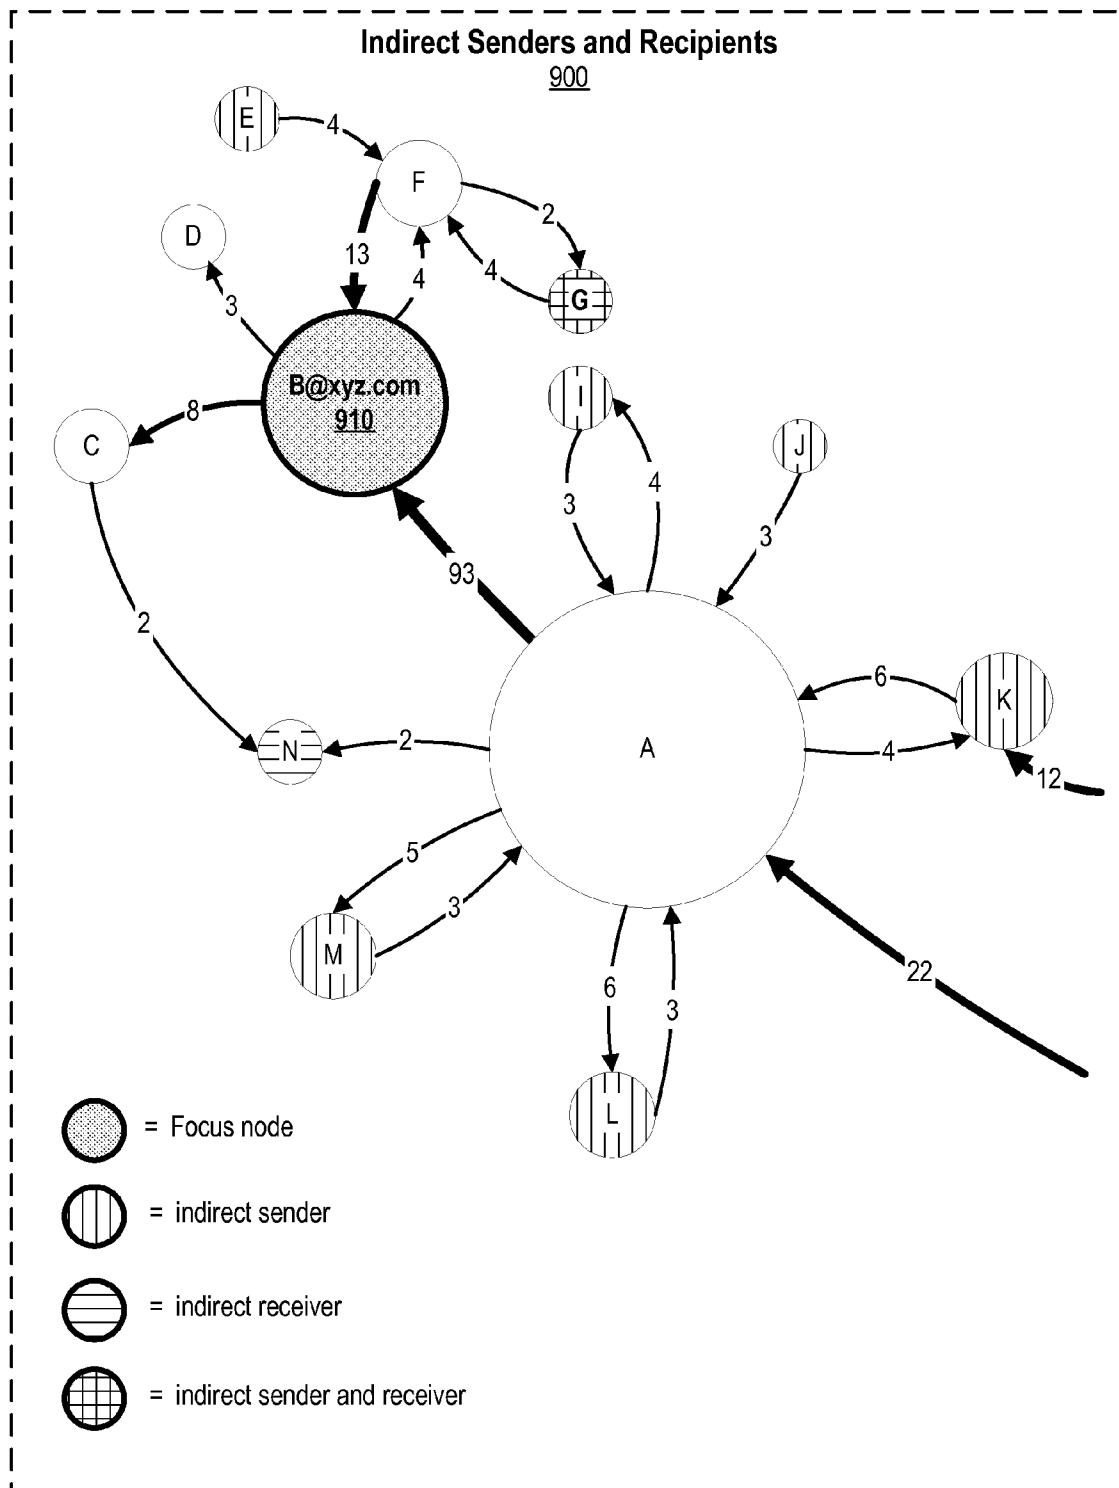 Indirect Senders and Recipients
900
E
4
F
D
2
13
4
4
G
3
B@xyz.com
910
I
8
C
J
3
4
3
93
2
6
K
N
2
A
4
12
5
3
M
22
6
3
L
= Focus node
= indirect sender
= indirect receiver
= indirect sender and receiver